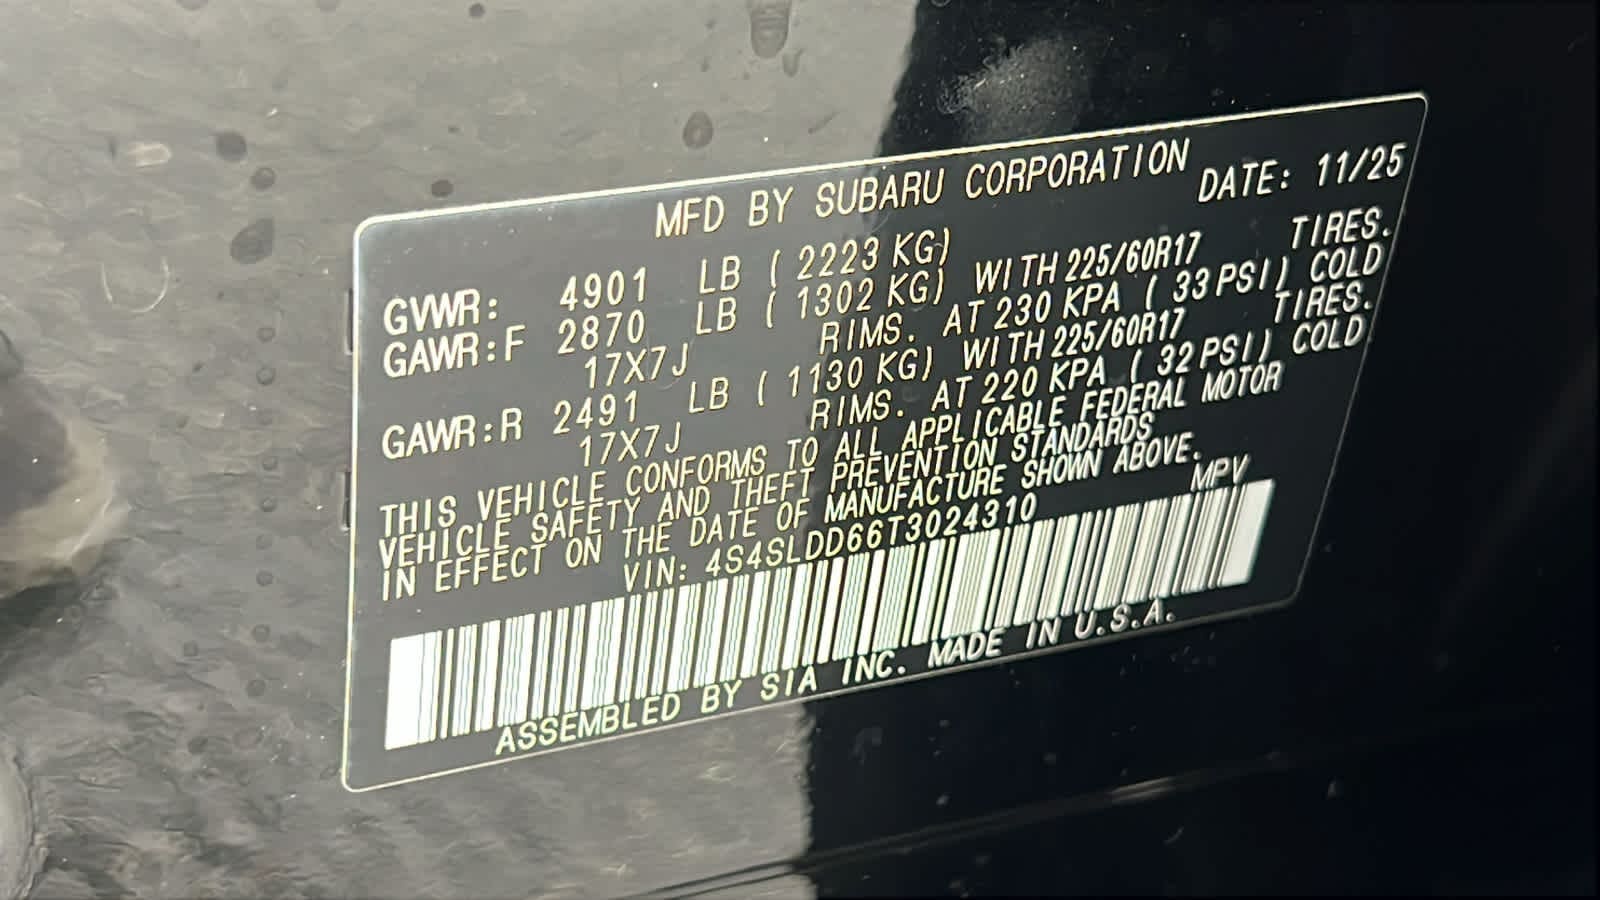 MFD BY SUBARU CORPORATION DATE: 11/25
GVWR: 4901 LB ( 2223 KG)
GAWR:F 2870 LB ( 1302 KG) WITH 225/60R17 TIRES.
17X7J RIMS. AT 230 KPA ( 33 PSI) COLD
GAWR:R 2491 LB ( 1130 KG) WITH 225/60R17 TIRES.
17X7J RIMS. AT 220 KPA ( 32 PSI) COLD
THIS VEHICLE CONFORMS TO ALL APPLICABLE FEDERAL MOTOR
VEHICLE SAFETY AND THEFT PREVENTION STANDARDS
IN EFFECT ON THE DATE OF MANUFACTURE SHOWN ABOVE.
VIN: 4S4SLDD66T3024310 MPV
ASSEMBLED BY SIA INC. MADE IN U.S.A.